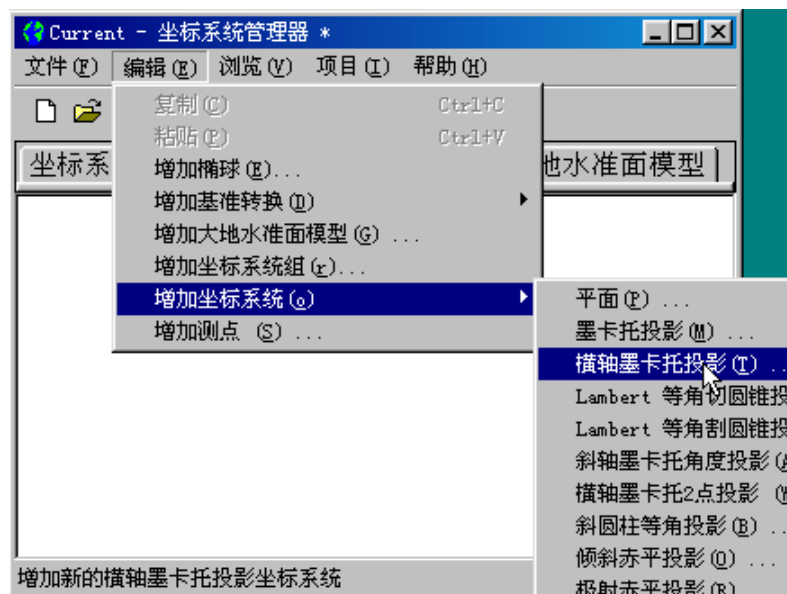 Current - 坐标系统管理器 *
文件(F) 编辑(E) 浏览(V) 项目(I) 帮助(H)
复制(C) Ctrl+C
粘贴(P) Ctrl+V
坐标系 地水准面模型
增加椭球(E)...
增加基准转换(D)
增加大地水准面模型(G) ...
增加坐标系统组(r)...
增加坐标系统(o)
增加测点 (S) ...
平面(P) ...
墨卡托投影(M) ...
横轴墨卡托投影(T) ..
Lambert 等角切圆锥投
Lambert 等角割圆锥投
斜轴墨卡托角度投影(A
横轴墨卡托2点投影 (W
斜圆柱等角投影(B) ..
倾斜赤平投影(O) ...
极射赤平投影(R)
增加新的横轴墨卡托投影坐标系统